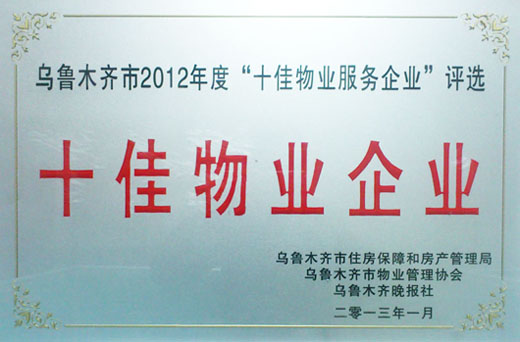 乌鲁木齐市2012年度“十佳物业服务企业”评选
十佳物业企业
乌鲁木齐市住房保障和房产管理局
乌鲁木齐市物业管理协会
乌鲁木齐晚报社
二零一三年一月